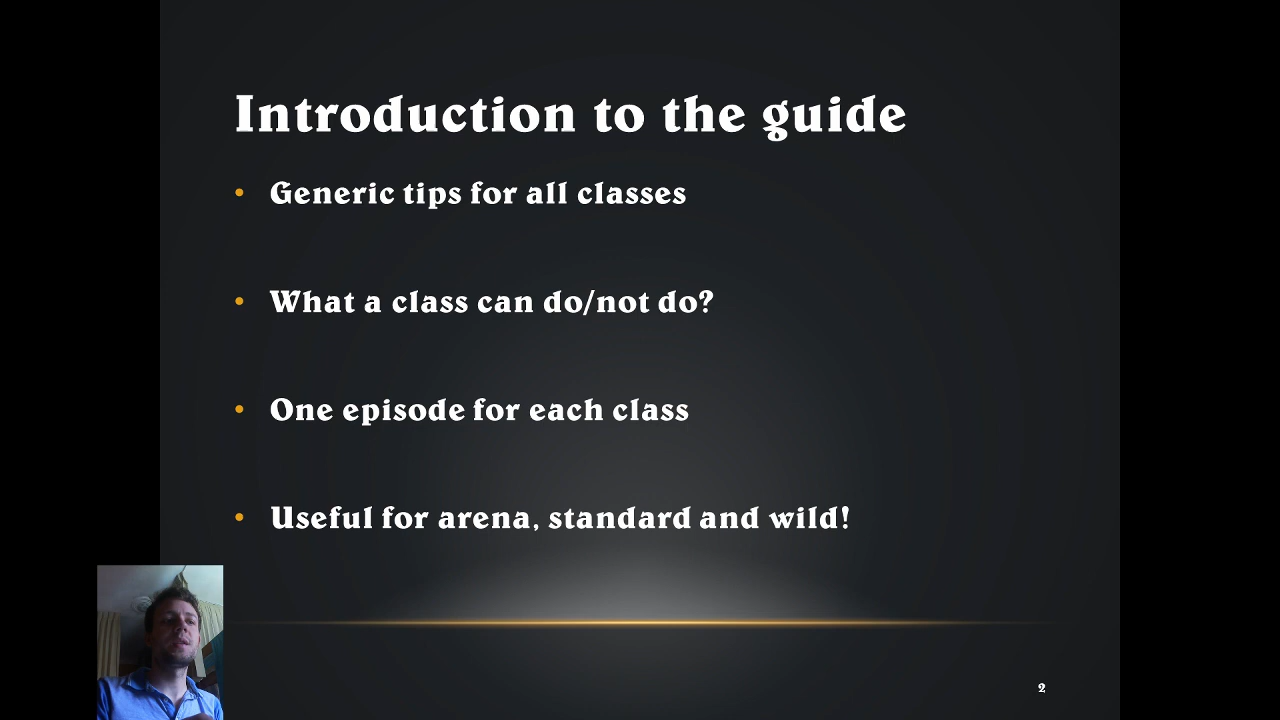 Introduction to the guide
• Generic tips for all classes
• What a class can do/not do?
• One episode for each class
• Useful for arena, standard and wild!
2